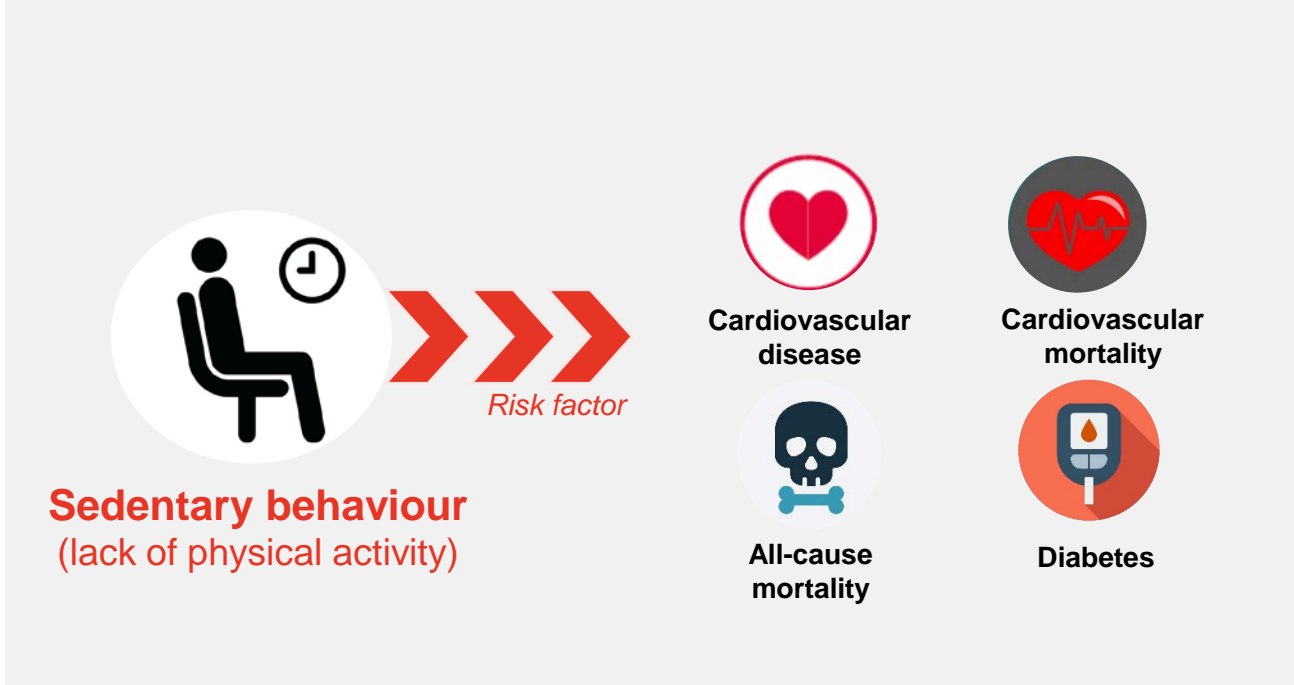 Sedentary behaviour
(lack of physical activity)
Risk factor
Cardiovascular
disease
Cardiovascular
mortality
All-cause
mortality
Diabetes